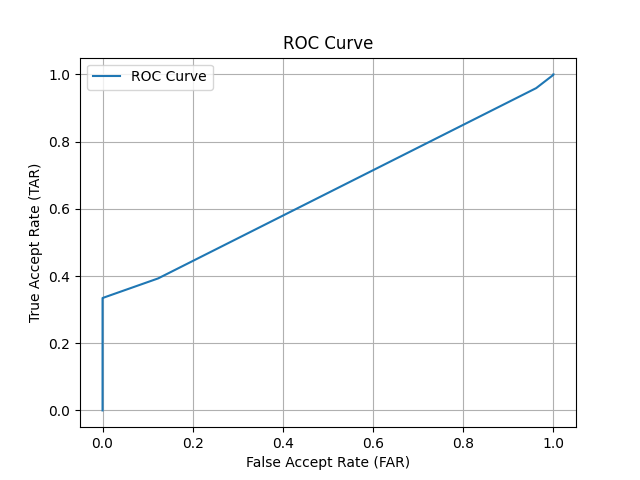 ROC Curve
ROC Curve
1.0
0.8
0.6
0.4
0.2
0.0
True Accept Rate (TAR)
0.0 0.2 0.4 0.6 0.8 1.0
False Accept Rate (FAR)